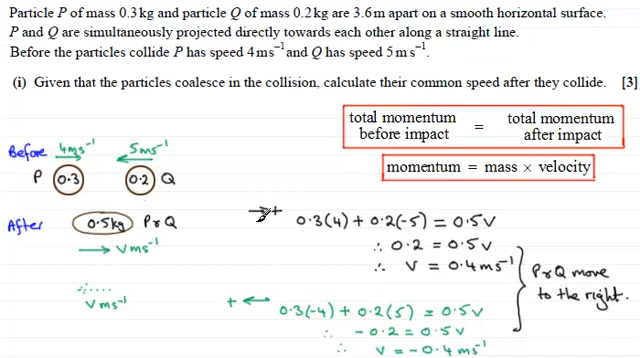 Particle P of mass 0.3 kg and particle Q of mass 0.2 kg are 3.6 m apart on a smooth horizontal surface.
P and Q are simultaneously projected directly towards each other along a straight line.
Before the particles collide P has speed 4 m s⁻¹ and Q has speed 5 m s⁻¹.
(i) Given that the particles coalesce in the collision, calculate their common speed after they collide. [3]
total momentum before impact = total momentum after impact
momentum = mass × velocity
Before 4ms⁻¹ 5ms⁻¹
P 0.3 0.2 Q
After 0.5kg P & Q
→ V ms⁻¹
V ms⁻¹
→+ 0.3(4) + 0.2(-5) = 0.5V
∴ 0.2 = 0.5V
∴ V = 0.4 ms⁻¹
P & Q move
to the right.
+ ← 0.3(-4) + 0.2(5) = 0.5V
∴ -0.2 = 0.5V
∴ V = -0.4 ms⁻¹